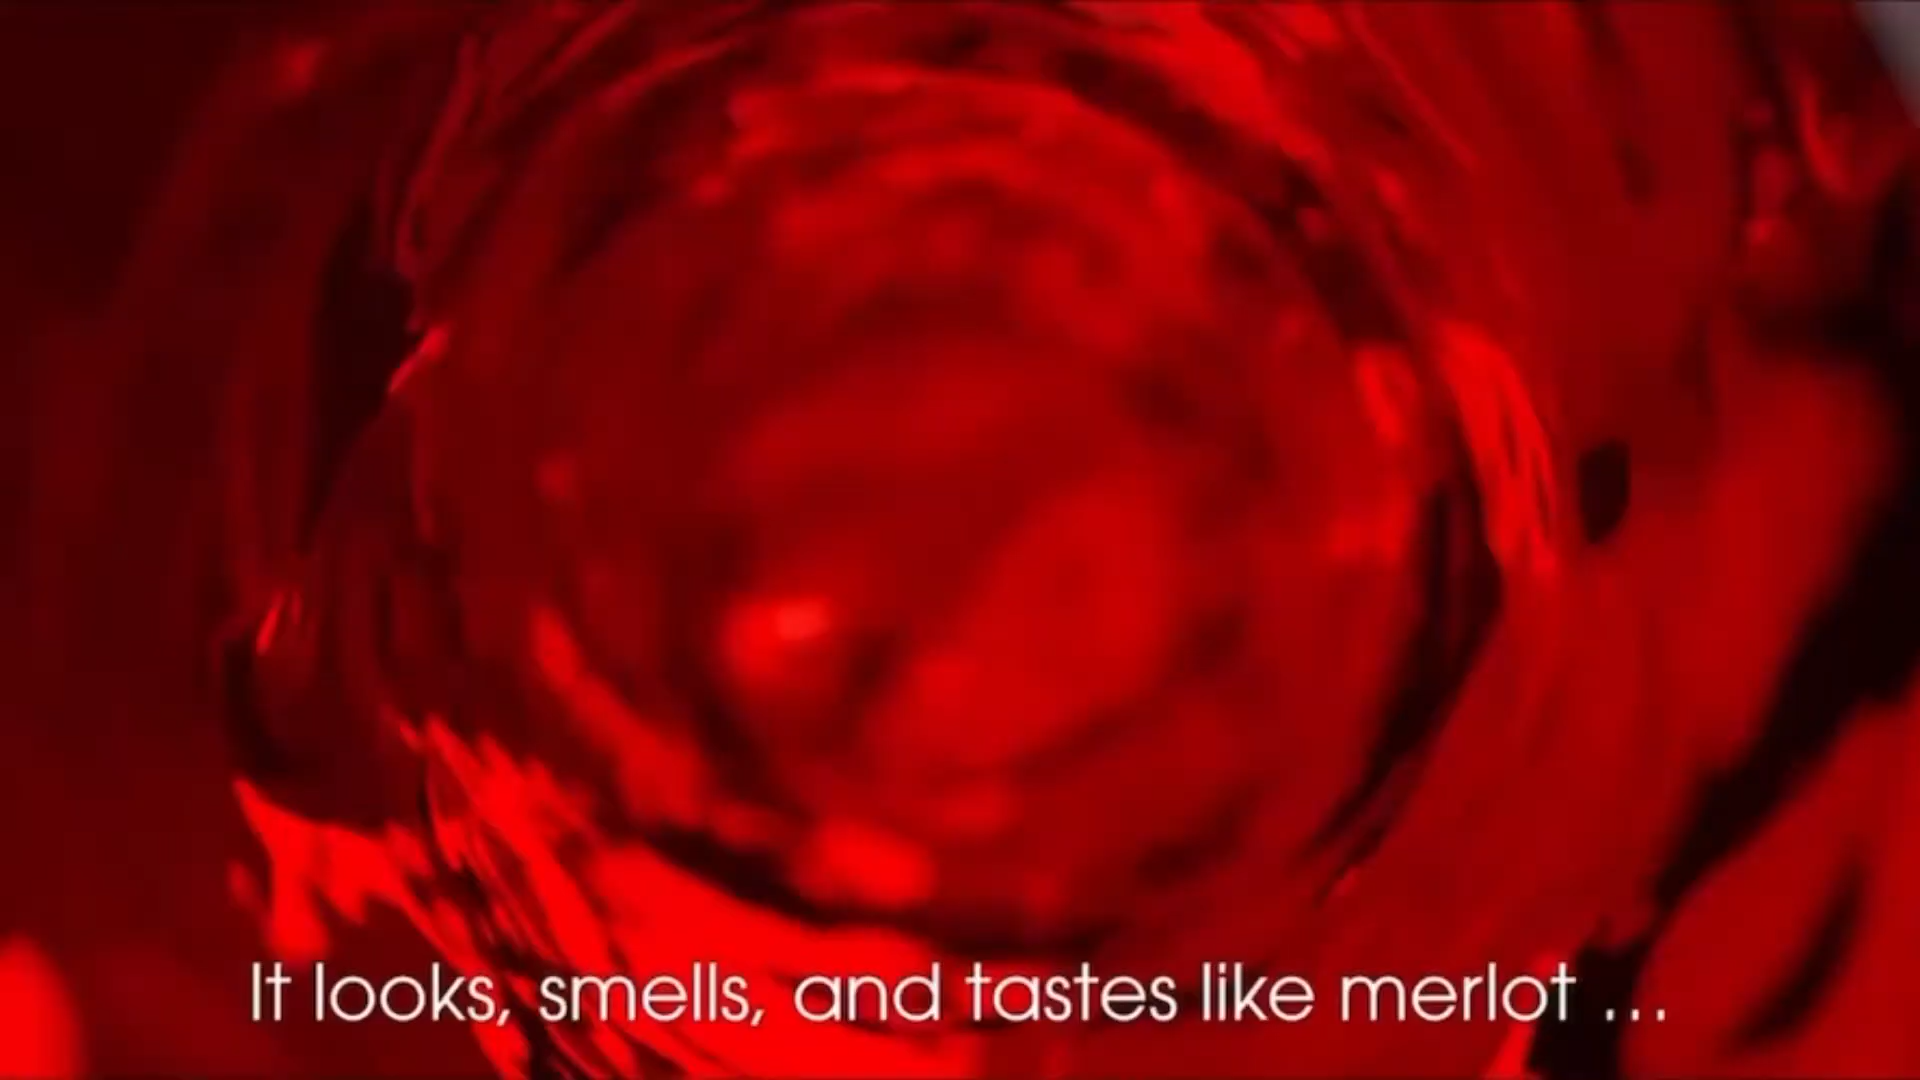 It looks, smells, and tastes like merlot ...